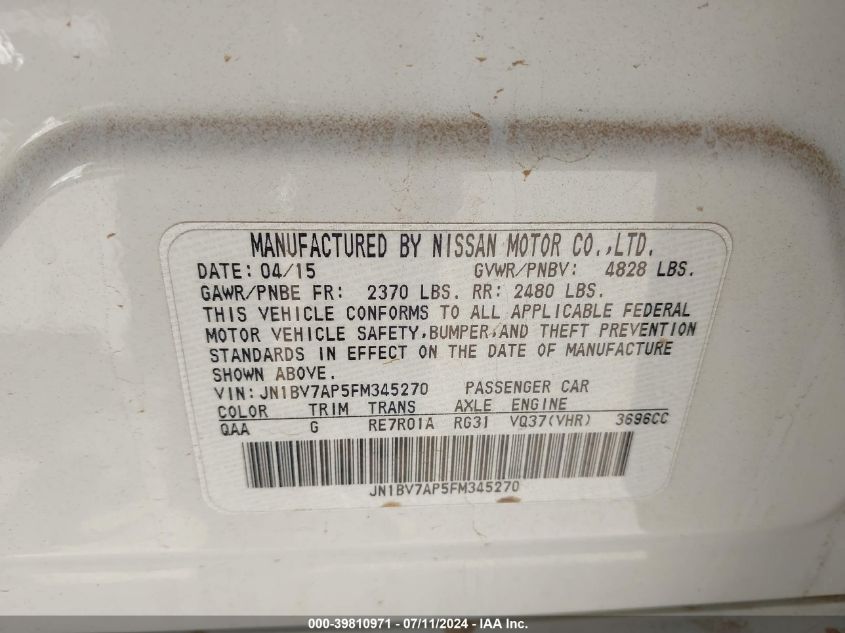 MANUFACTURED BY NISSAN MOTOR CO.,LTD.
DATE: 04/15 GVWR/PNBV: 4828 LBS.
GAWR/PNBE FR: 2370 LBS. RR: 2480 LBS.
THIS VEHICLE CONFORMS TO ALL APPLICABLE FEDERAL
MOTOR VEHICLE SAFETY,BUMPER,AND THEFT PREVENTION
STANDARDS IN EFFECT ON THE DATE OF MANUFACTURE
SHOWN ABOVE.
VIN: JN1BV7AP5FM345270 PASSENGER CAR
COLOR TRIM TRANS AXLE ENGINE
QAA G RE7R01A RG31 VQ37(VHR) 3696CC
JN1BV7AP5FM345270
000-39810971 - 07/11/2024 - IAA Inc.